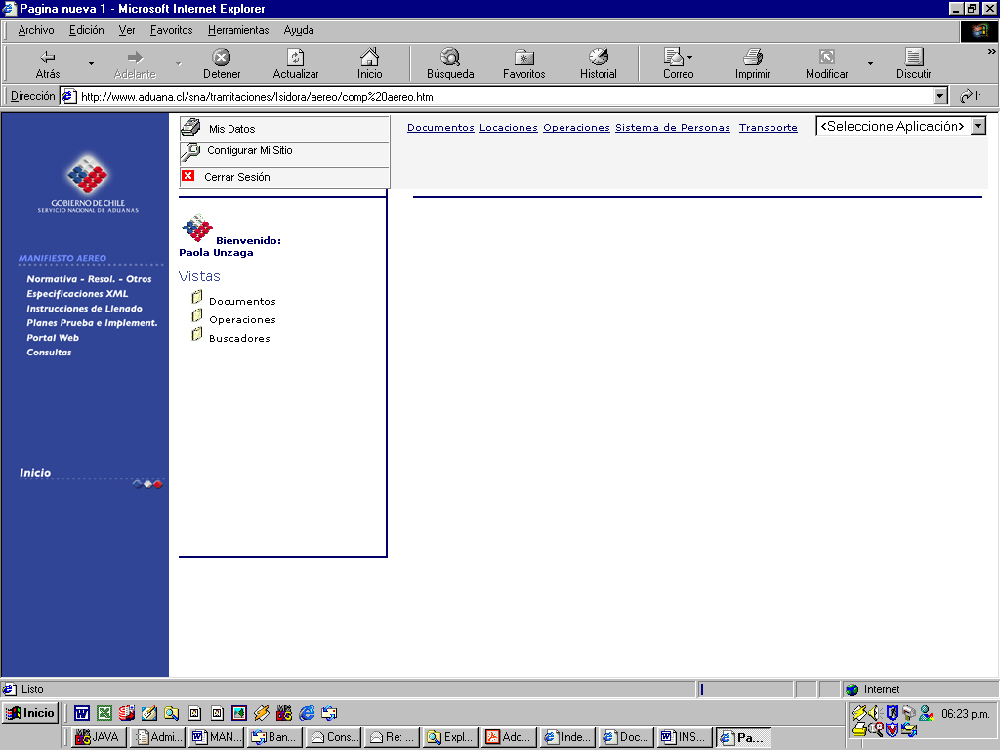 Pagina nueva 1 - Microsoft Internet Explorer
Archivo Edición Ver Favoritos Herramientas Ayuda
Atrás Adelante Detener Actualizar Inicio Búsqueda Favoritos Historial Correo Imprimir Modificar Discutir
Dirección http://www.aduana.cl/sna/tramitaciones/Isidora/aereo/comp%20aereo.htm Ir
GOBIERNO DE CHILE
SERVICIO NACIONAL DE ADUANAS
MANIFIESTO AEREO
Normativa - Resol. - Otros
Especificaciones XML
Instrucciones de Llenado
Planes Prueba e Implement.
Portal Web
Consultas
Inicio
Mis Datos
Configurar Mi Sitio
Cerrar Sesión
Documentos Locaciones Operaciones Sistema de Personas Transporte <Seleccione Aplicación>
Bienvenido:
Paola Unzaga
Vistas
Documentos
Operaciones
Buscadores
Listo Internet
Inicio 06:23 p.m.
JAVA Admi... MAN... Ban... Cons... Re: ... Expl... Ado... Inde... Doc... INS... Pa...